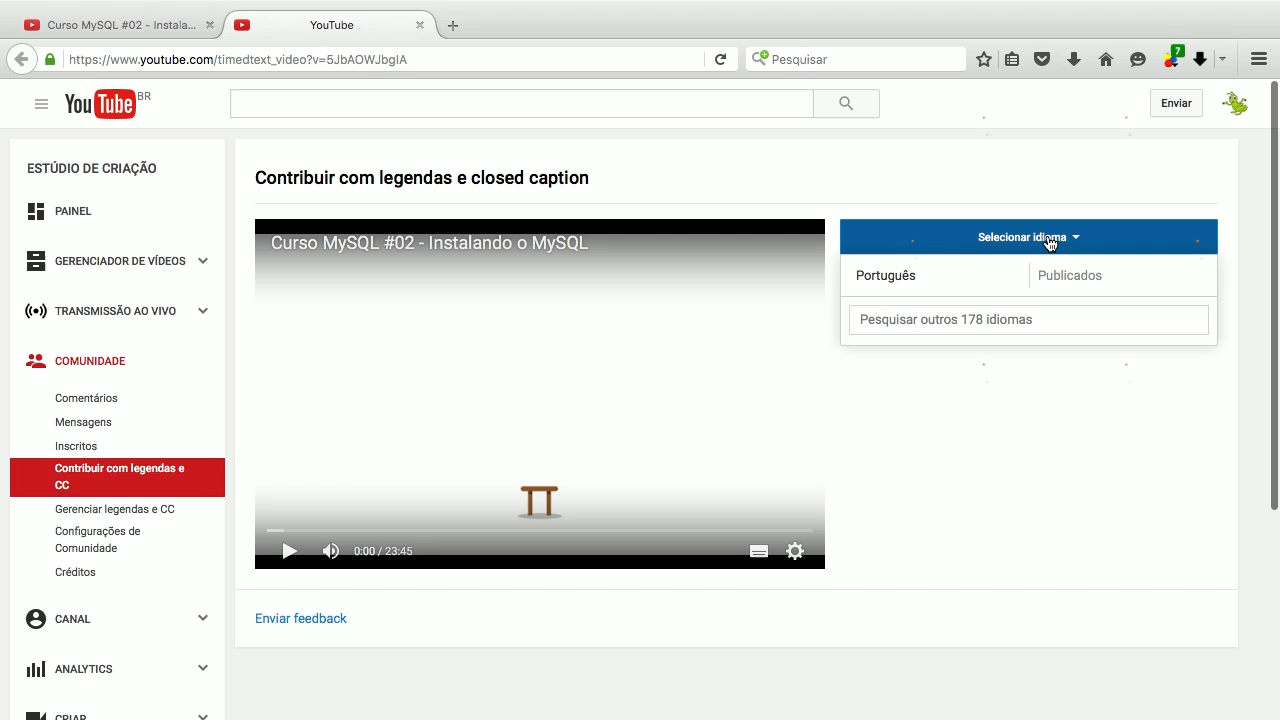 Curso MySQL #02 - Instala...
YouTube
https://www.youtube.com/timedtext_video?v=5JbAOWJbgIA
Pesquisar
7
YouTube BR
Enviar
ESTÚDIO DE CRIAÇÃO
PAINEL
GERENCIADOR DE VÍDEOS
TRANSMISSÃO AO VIVO
COMUNIDADE
Comentários
Mensagens
Inscritos
Contribuir com legendas e
CC
Gerenciar legendas e CC
Configurações de
Comunidade
Créditos
CANAL
ANALYTICS
CRIAR
Contribuir com legendas e closed caption
Curso MySQL #02 - Instalando o MySQL
0:00 / 23:45
Selecionar idioma
Português
Publicados
Pesquisar outros 178 idiomas
Enviar feedback